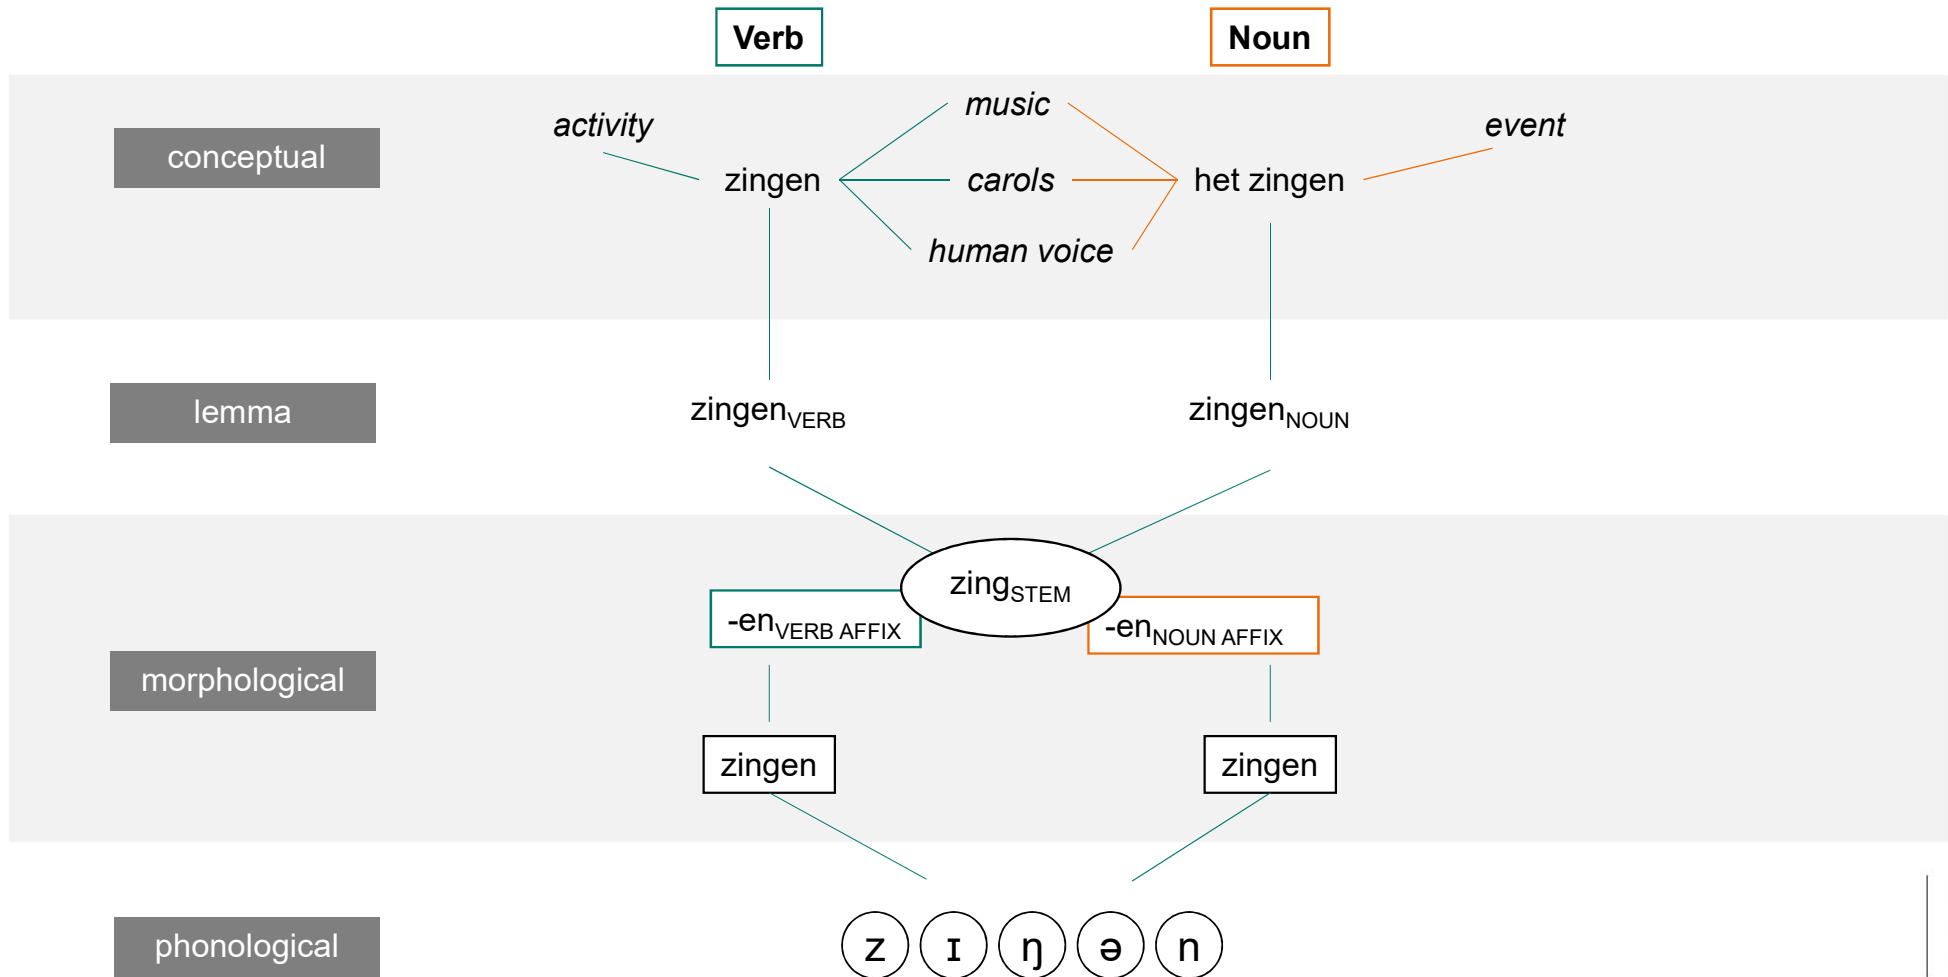 Verb Noun
music
activity event
conceptual
zingen carols het zingen
human voice
lemma zingenVERB zingenNOUN
zingSTEM
-enVERB AFFIX -enNOUN AFFIX
morphological
zingen zingen
phonological z ɪ ŋ ə n